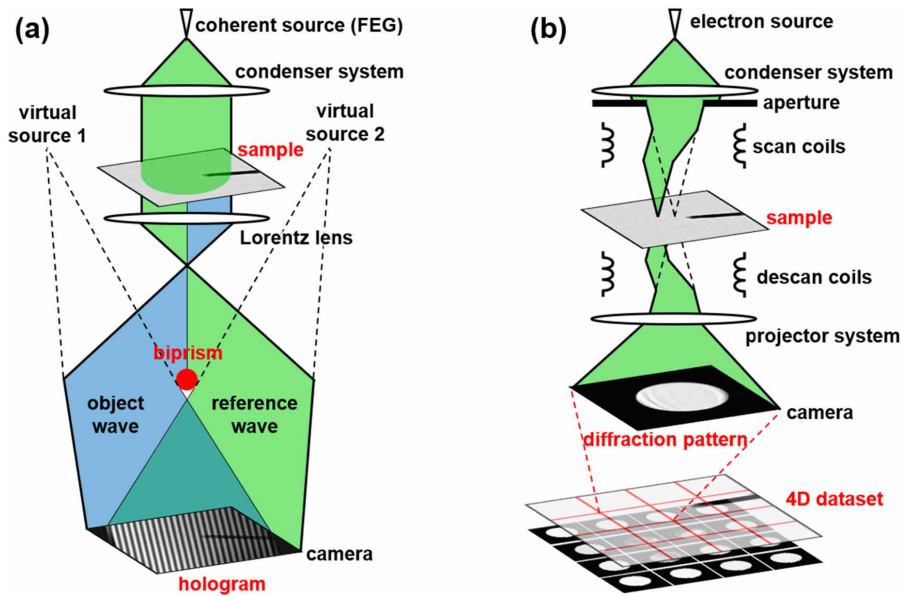 (a)
coherent source (FEG)
condenser system
virtual
source 1
virtual
source 2
sample
Lorentz lens
biprism
object
wave
reference
wave
camera
hologram
(b)
electron source
condenser system
aperture
scan coils
sample
descan coils
projector system
camera
diffraction pattern
4D dataset